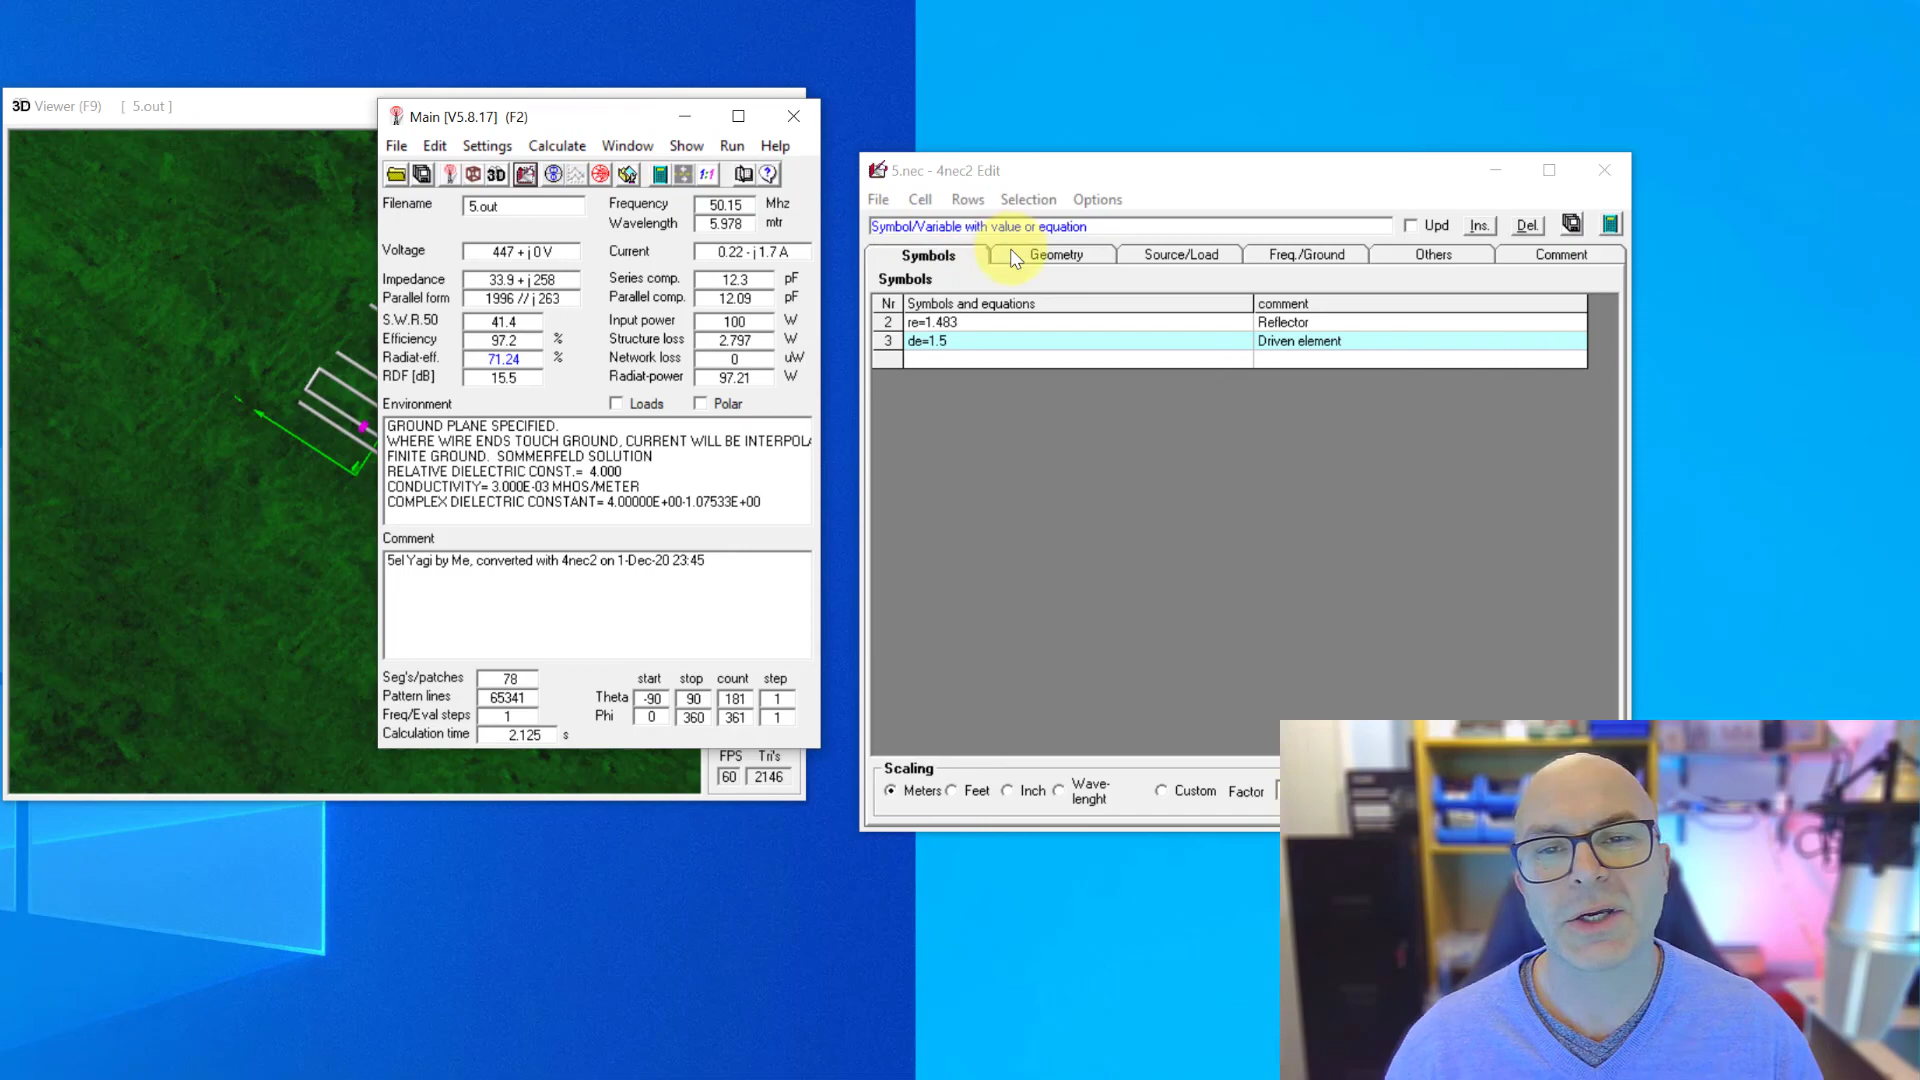 3D Viewer (F9) [ 5.out ]
Main [V5.8.17] (F2)
File Edit Settings Calculate Window Show Run Help
3D 1:1
Filename 5.out Frequency 50.15 Mhz
Wavelength 5.978 mtr
Voltage 447 + j 0 V Current 0.22 - j 1.7 A
Impedance 33.9 + j 258 Series comp. 12.3 pF
Parallel form 1996 // j 263 Parallel comp. 12.09 pF
S.W.R.50 41.4 Input power 100 W
Efficiency 97.2 % Structure loss 2.797 W
Radiat-eff. 71.24 % Network loss 0 uW
RDF [dB] 15.5 Radiat-power 97.21 W
Environment Loads Polar
GROUND PLANE SPECIFIED.
WHERE WIRE ENDS TOUCH GROUND, CURRENT WILL BE INTERPOLA
FINITE GROUND. SOMMERFELD SOLUTION
RELATIVE DIELECTRIC CONST.= 4.000
CONDUCTIVITY= 3.000E-03 MHOS/METER
COMPLEX DIELECTRIC CONSTANT= 4.00000E+00-1.07533E+00
Comment
5el Yagi by Me, converted with 4nec2 on 1-Dec-20 23:45
Seg's/patches 78 start stop count step
Pattern lines 65341 Theta -90 90 181 1
Freq/Eval steps 1 Phi 0 360 361 1
Calculation time 2.125 s
FPS Tri's
60 2146
5.nec - 4nec2 Edit
File Cell Rows Selection Options
Symbol/Variable with value or equation Upd Ins. Del.
Symbols Geometry Source/Load Freq./Ground Others Comment
Symbols
Nr Symbols and equations comment
2 re=1.483 Reflector
3 de=1.5 Driven element
Scaling
Meters Feet Inch Wave-lenght Custom Factor